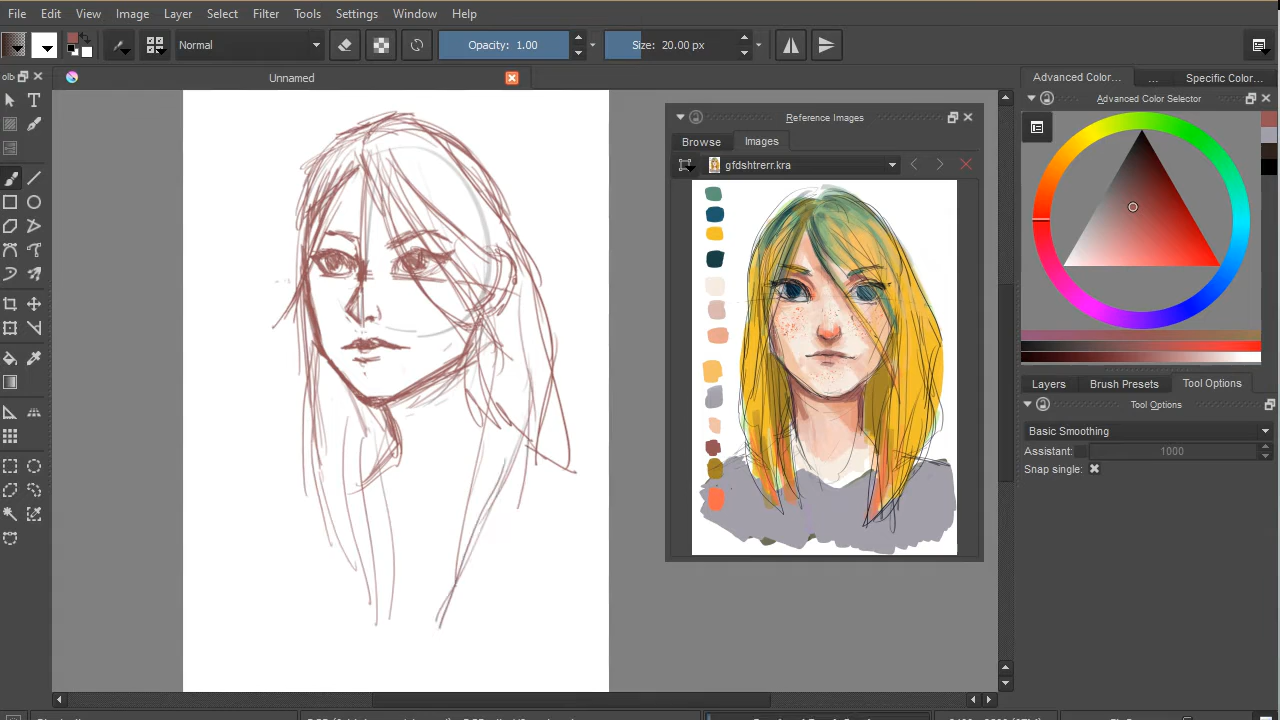 File Edit View Image Layer Select Filter Tools Settings Window Help
Normal Opacity: 1.00 Size: 20.00 px
olb Unnamed Advanced Color... ... Specific Color...
Advanced Color Selector
Reference Images
Browse Images
gfdshtrerr.kra
Layers Brush Presets Tool Options
Tool Options
Basic Smoothing
Assistant: 1000
Snap single: